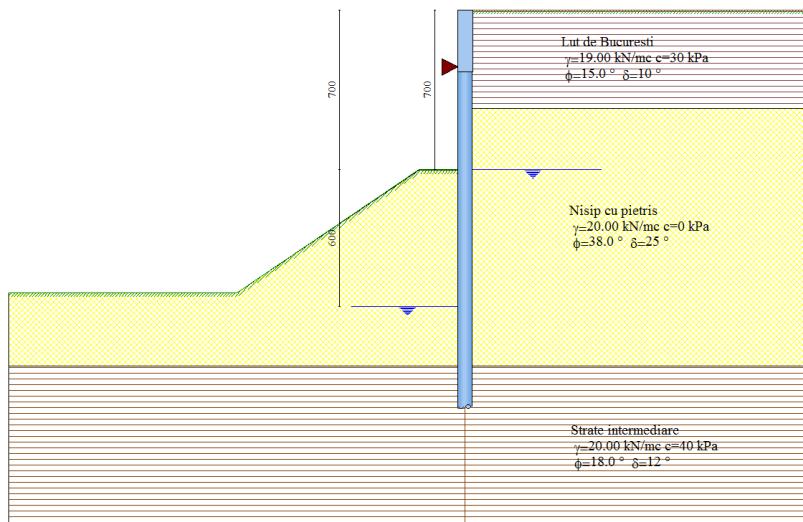 Lut de Bucuresti
γ=19.00 kN/mc c=30 kPa
ϕ=15.0 ° δ=10 °
700
700
Nisip cu pietris
γ=20.00 kN/mc c=0 kPa
ϕ=38.0 ° δ=25 °
600
Strate intermediare
γ=20.00 kN/mc c=40 kPa
ϕ=18.0 ° δ=12 °